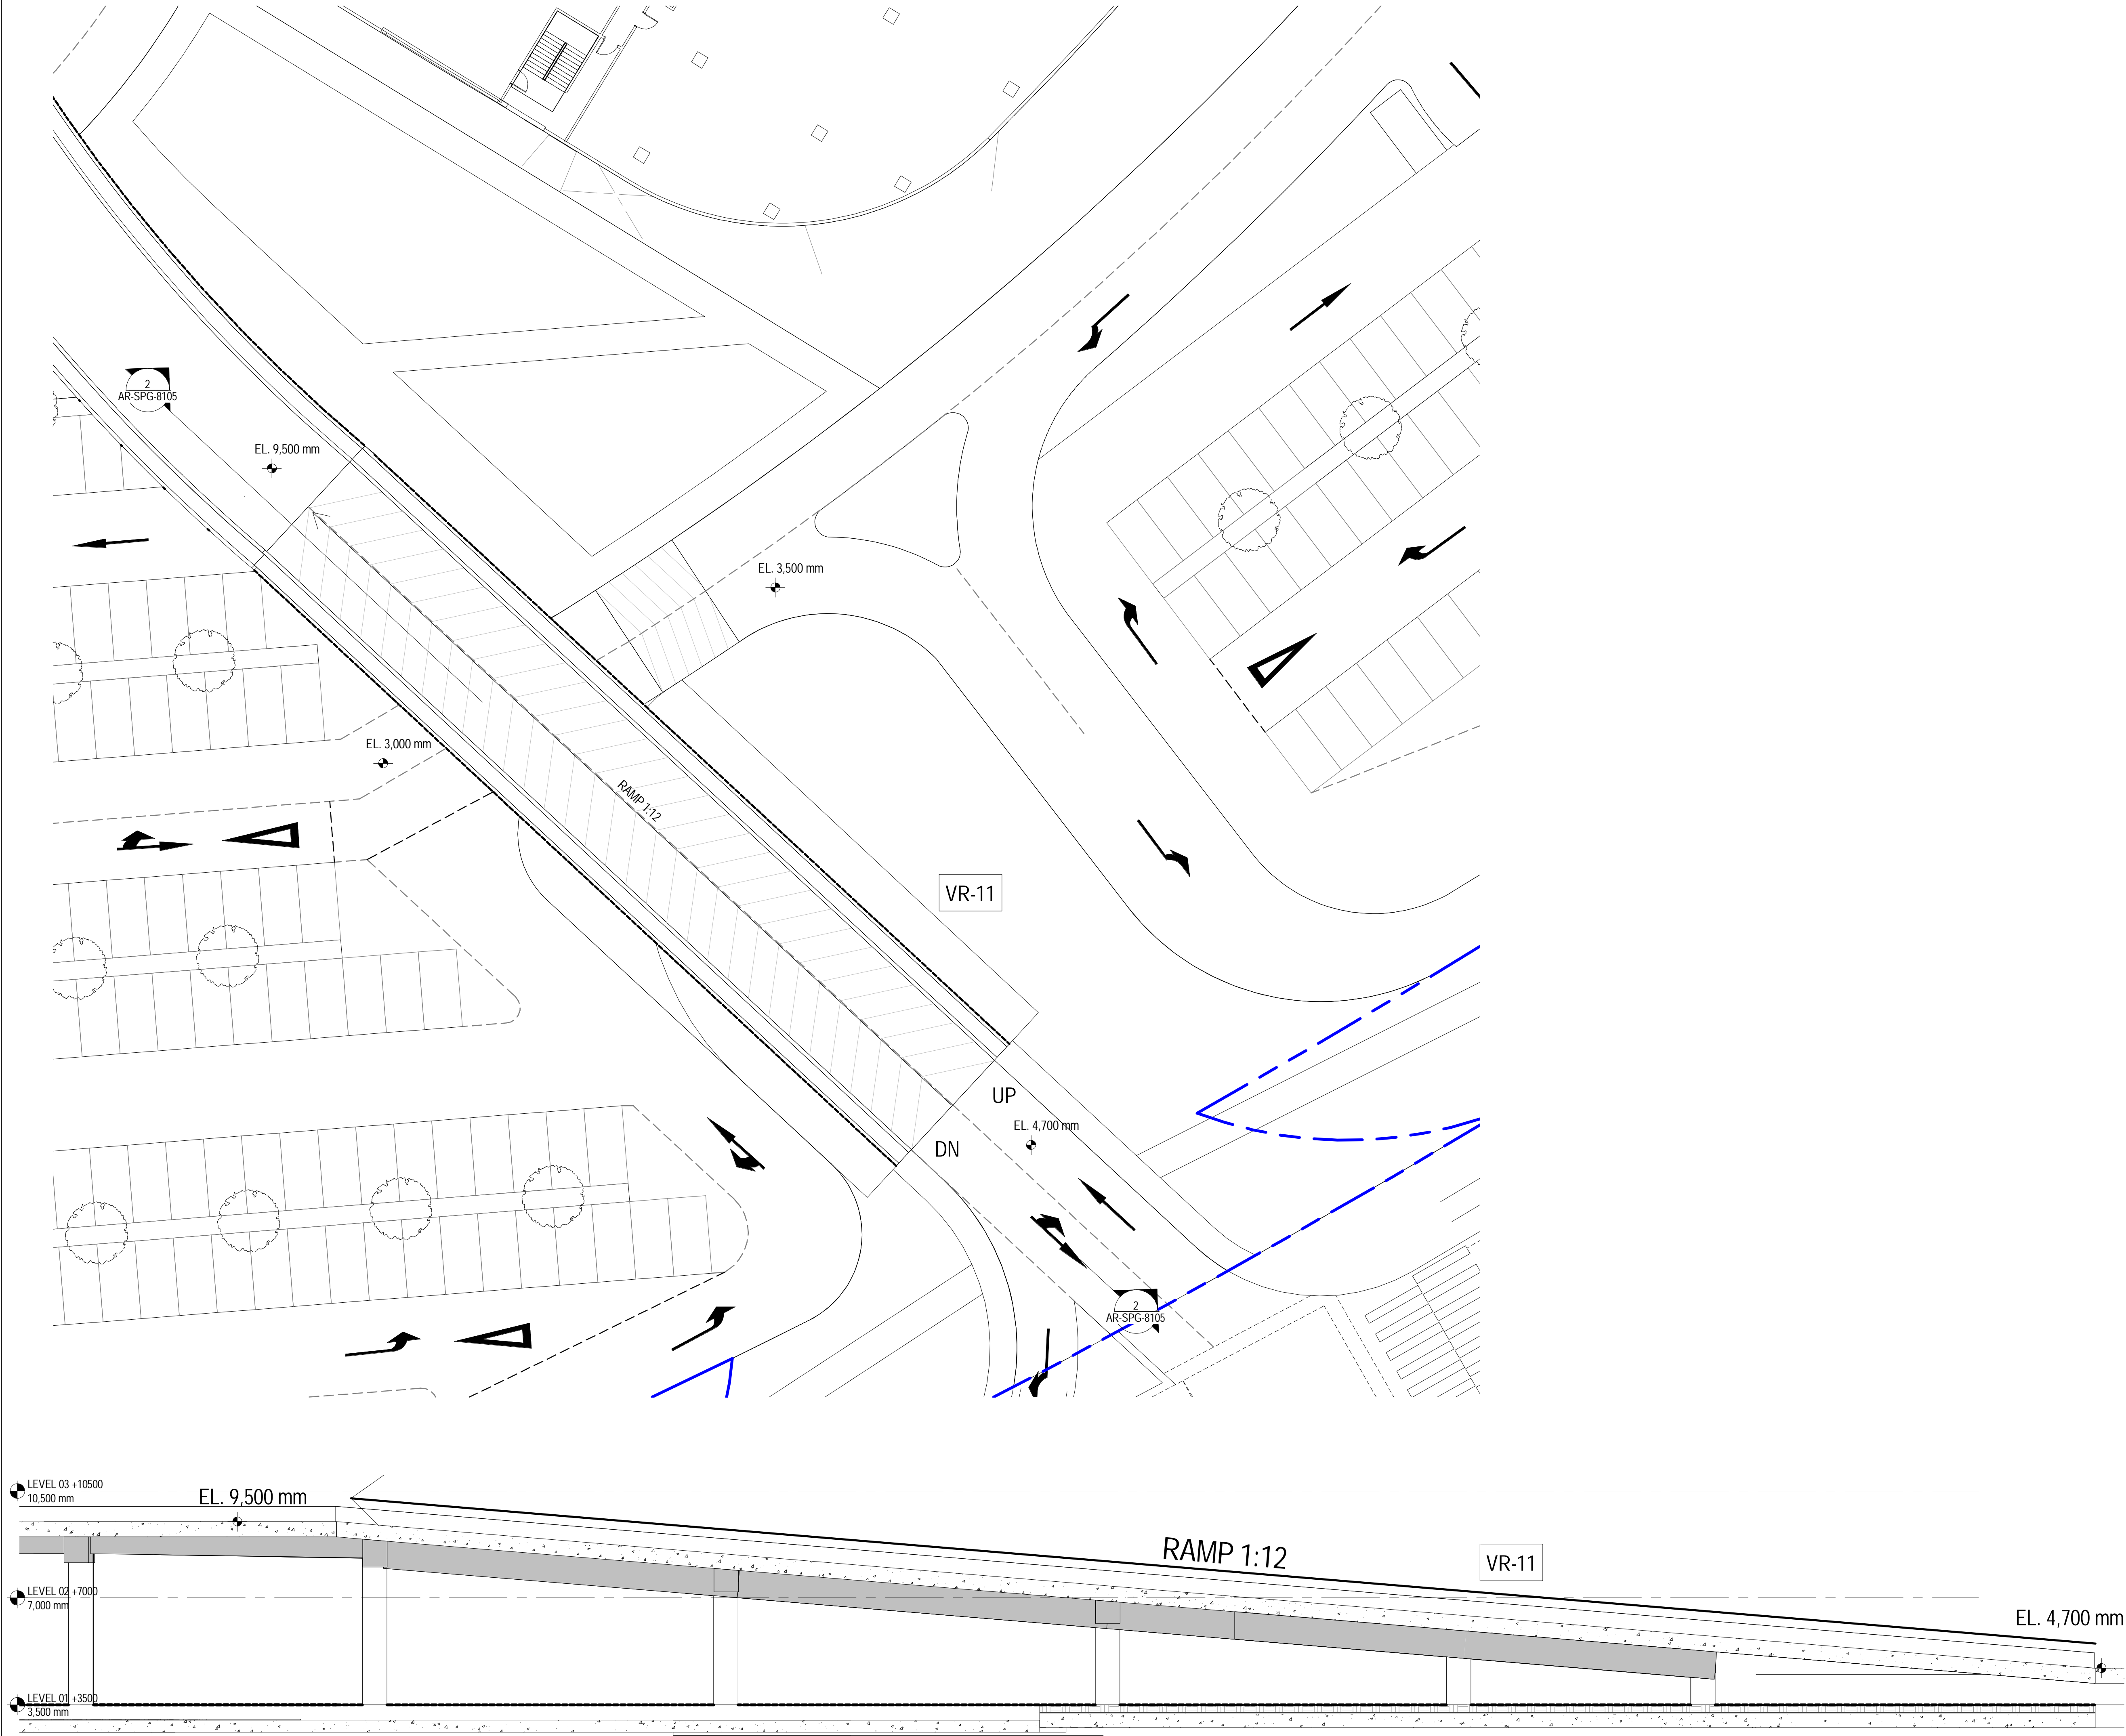 2
AR-SPG-8105
EL. 9,500 mm
EL. 3,500 mm
EL. 3,000 mm
RAMP 1:12
VR-11
UP
EL. 4,700 mm
DN
2
AR-SPG-8105
LEVEL 03 +10500
10,500 mm
EL. 9,500 mm
RAMP 1:12
VR-11
LEVEL 02 +7000
7,000 mm
EL. 4,700 mm
LEVEL 01 +3500
3,500 mm